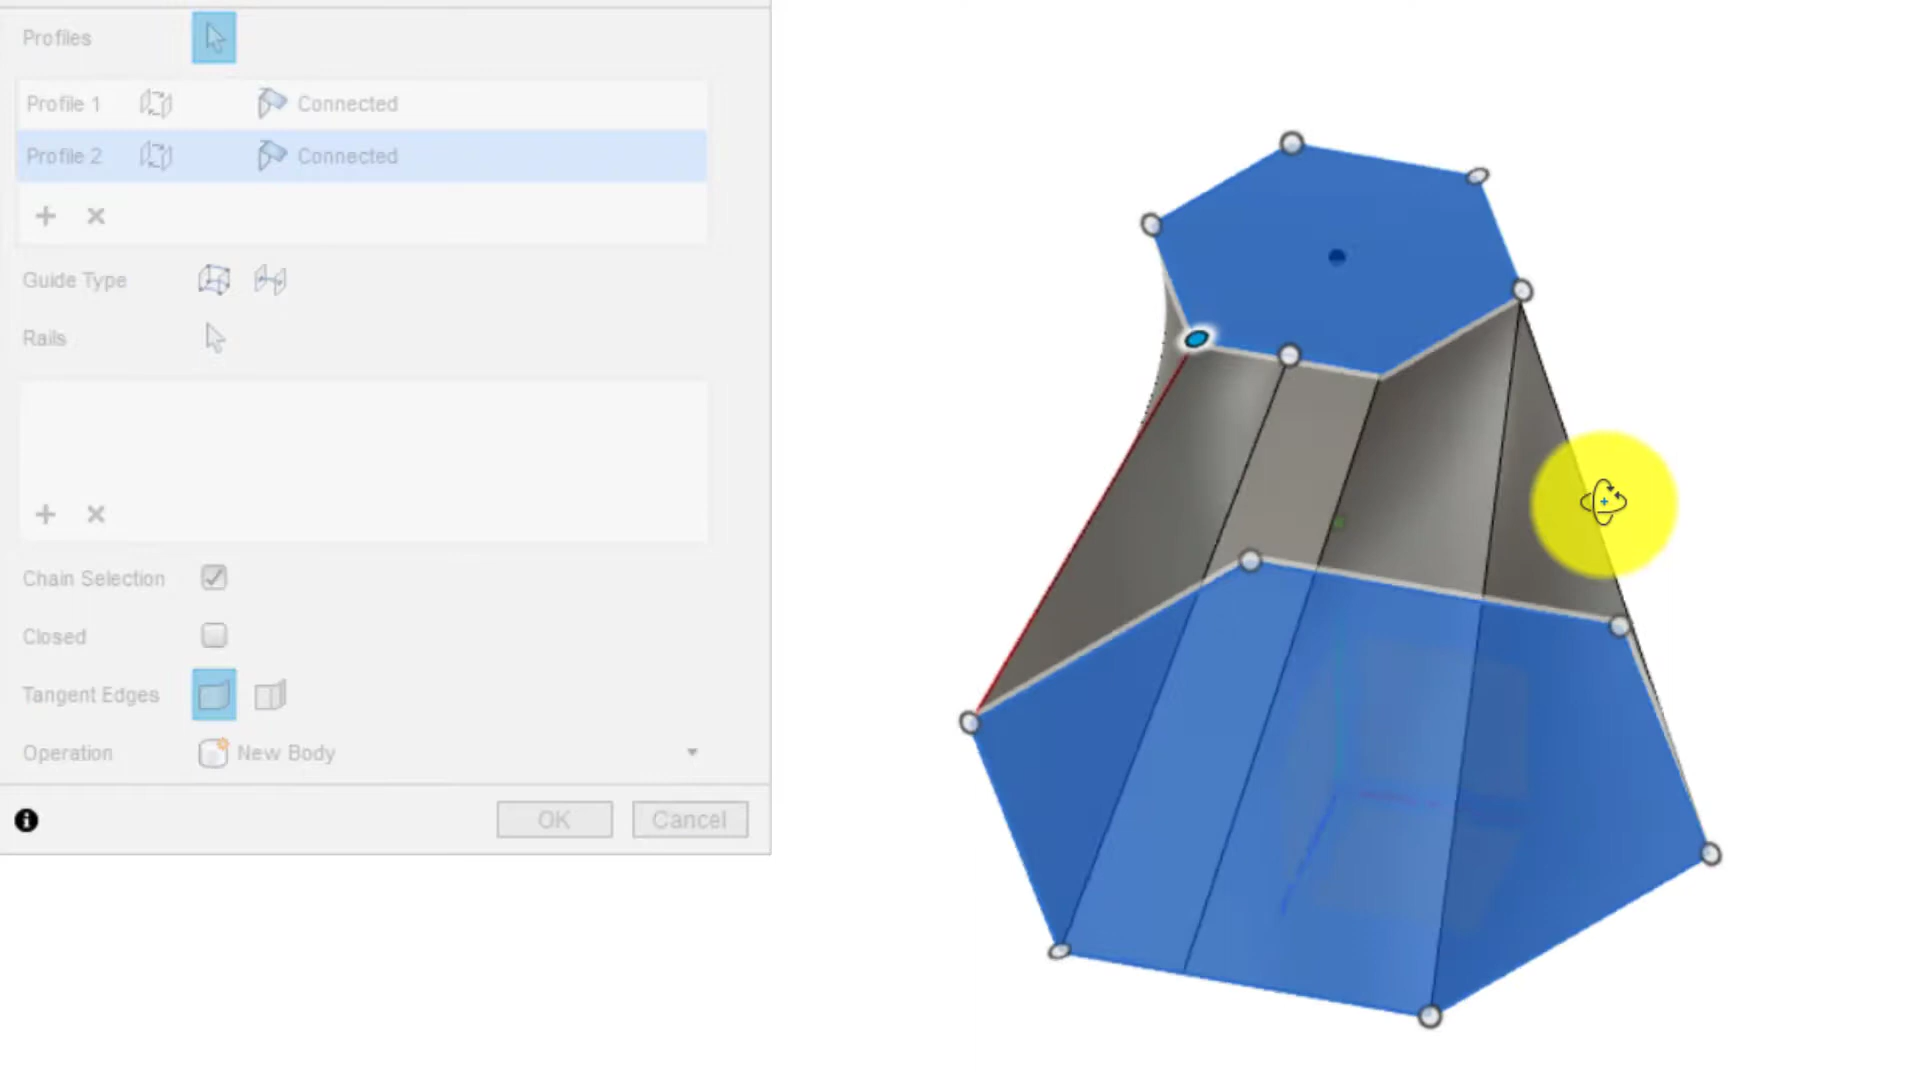 Profiles
Profile 1 Connected
Profile 2 Connected
Guide Type
Rails
Chain Selection
Closed
Tangent Edges
Operation New Body
OK Cancel